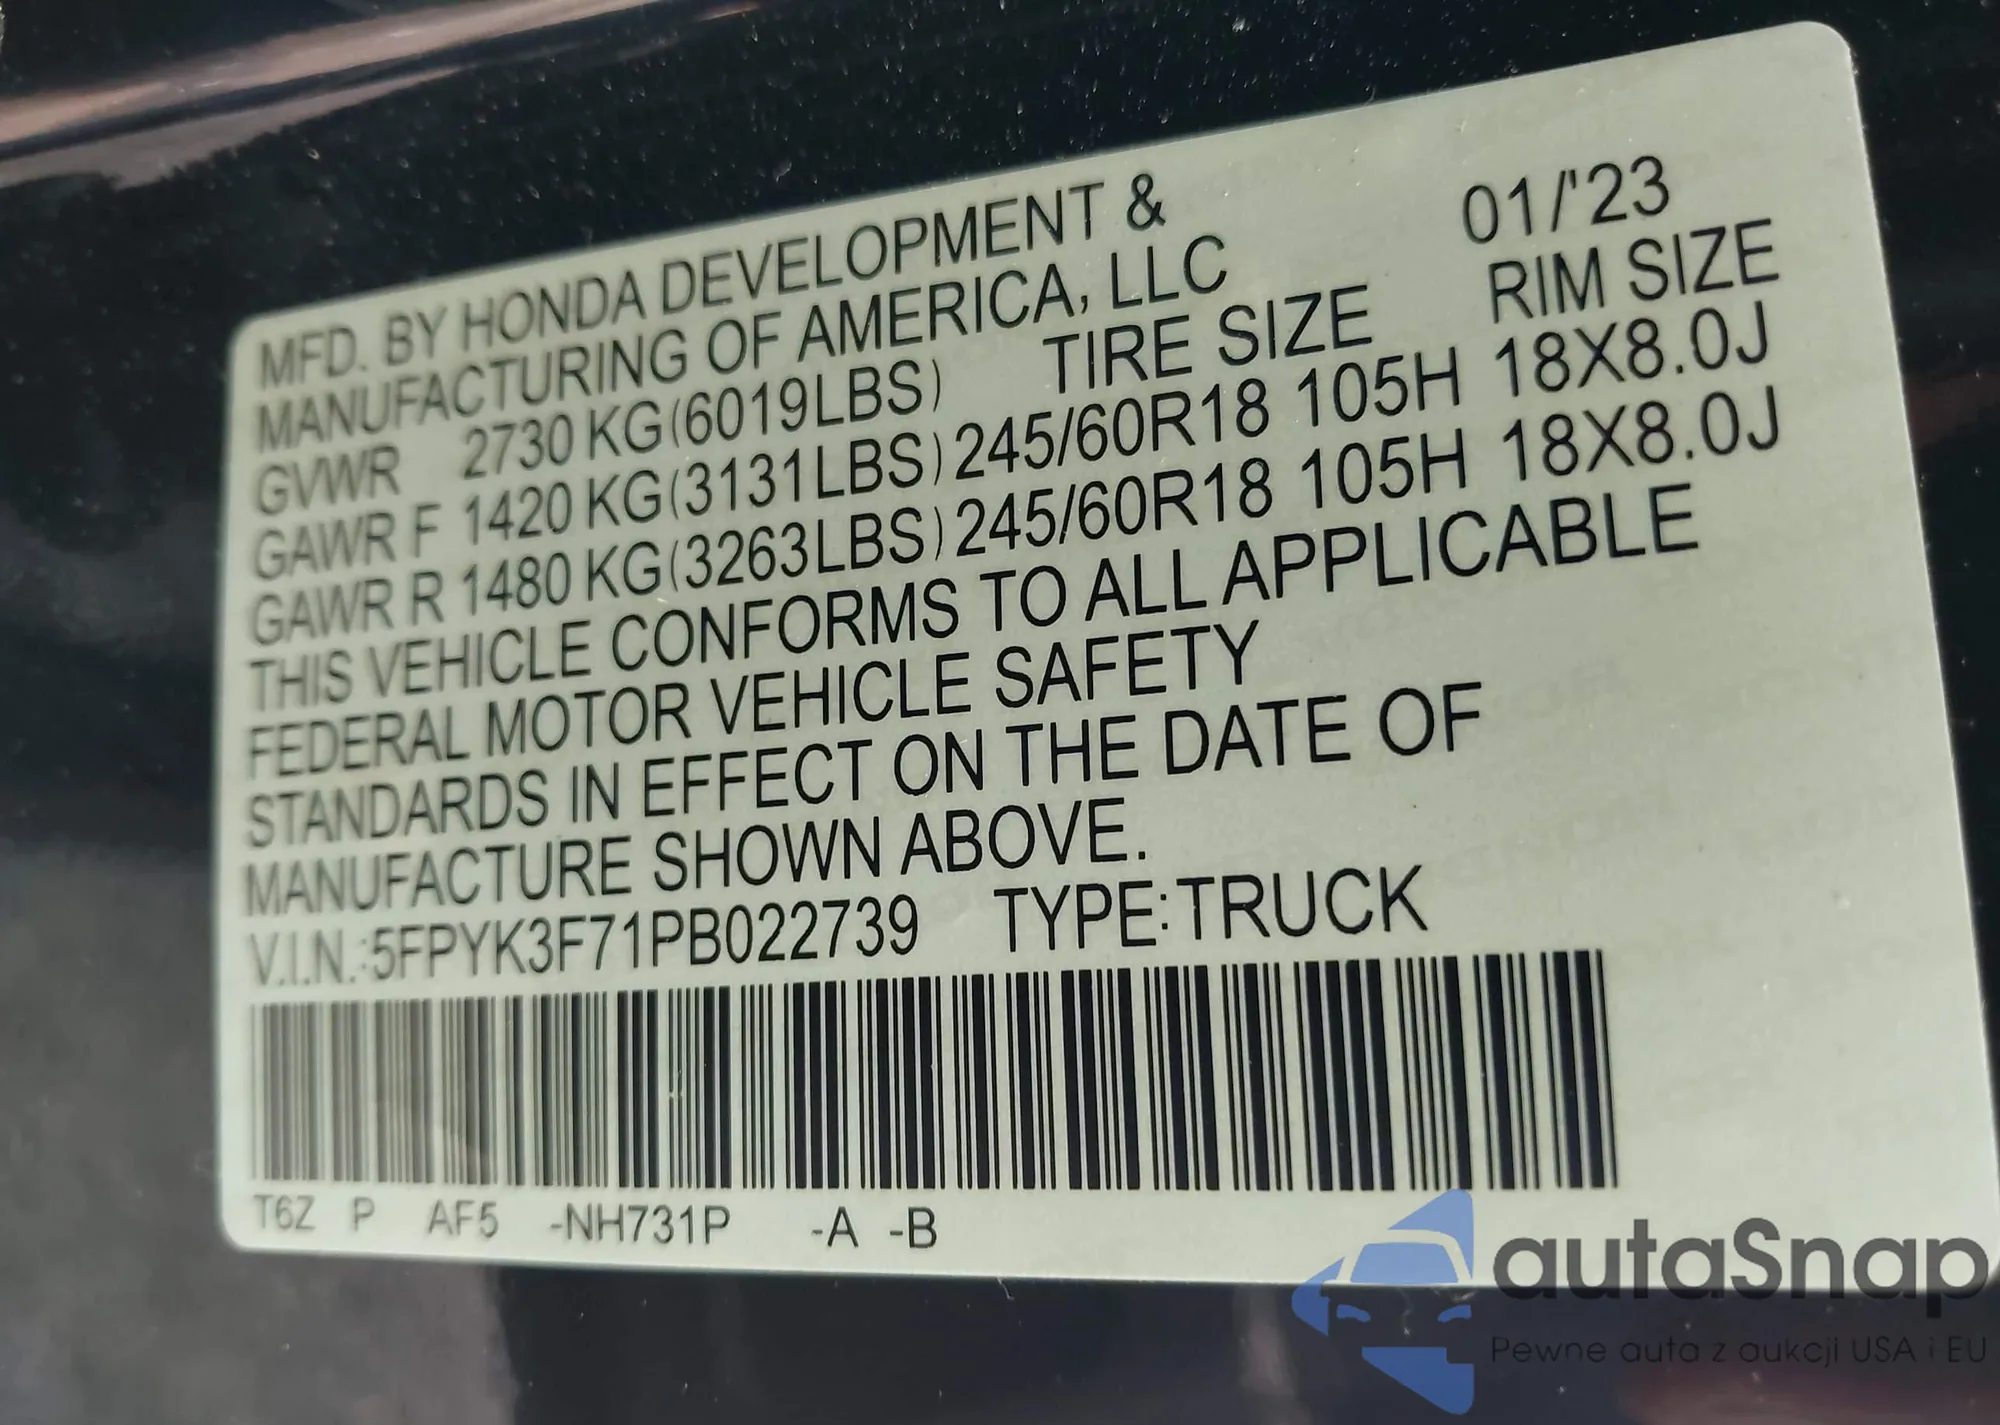 MFD. BY HONDA DEVELOPMENT & 01/'23
MANUFACTURING OF AMERICA, LLC
TIRE SIZE RIM SIZE
GVWR 2730 KG(6019LBS)
GAWR F 1420 KG(3131LBS) 245/60R18 105H 18X8.0J
GAWR R 1480 KG(3263LBS) 245/60R18 105H 18X8.0J
THIS VEHICLE CONFORMS TO ALL APPLICABLE
FEDERAL MOTOR VEHICLE SAFETY
STANDARDS IN EFFECT ON THE DATE OF
MANUFACTURE SHOWN ABOVE.
V.I.N.:5FPYK3F71PB022739 TYPE:TRUCK
T6Z P AF5 -NH731P -A -B
autaSnap
Pewne auta z aukcji USA i EU